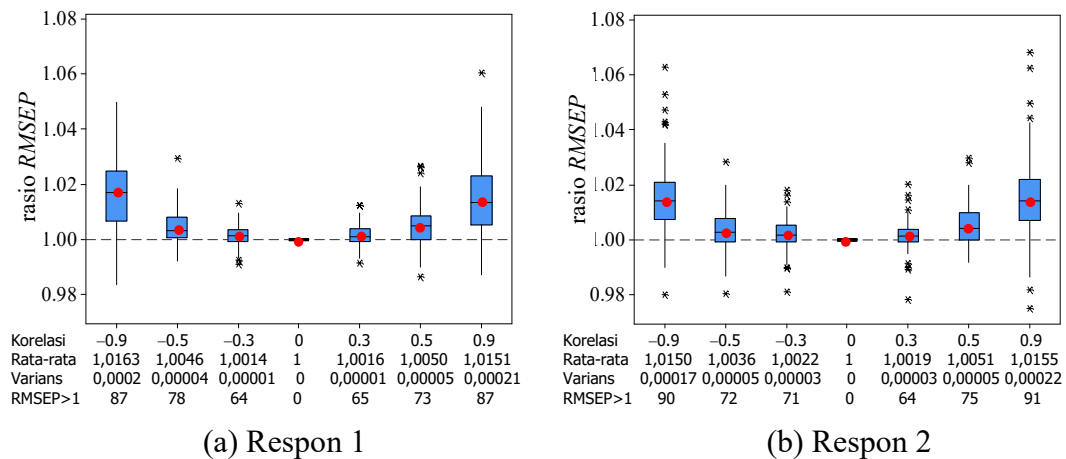 1.08
1.06
1.04
1.02
1.00
0.98
rasio RMSEP
Korelasi −0.9 −0.5 −0.3 0 0.3 0.5 0.9
Rata-rata 1,0163 1,0046 1,0014 1 1,0016 1,0050 1,0151
Varians 0,0002 0,00004 0,00001 0 0,00001 0,00005 0,00021
RMSEP>1 87 78 64 0 65 73 87
(a) Respon 1
1.08
1.06
1.04
1.02
1.00
0.98
rasio RMSEP
Korelasi −0.9 −0.5 −0.3 0 0.3 0.5 0.9
Rata-rata 1,0150 1,0036 1,0022 1 1,0019 1,0051 1,0155
Varians 0,00017 0,00005 0,00003 0 0,00003 0,00005 0,00022
RMSEP>1 90 72 71 0 64 75 91
(b) Respon 2